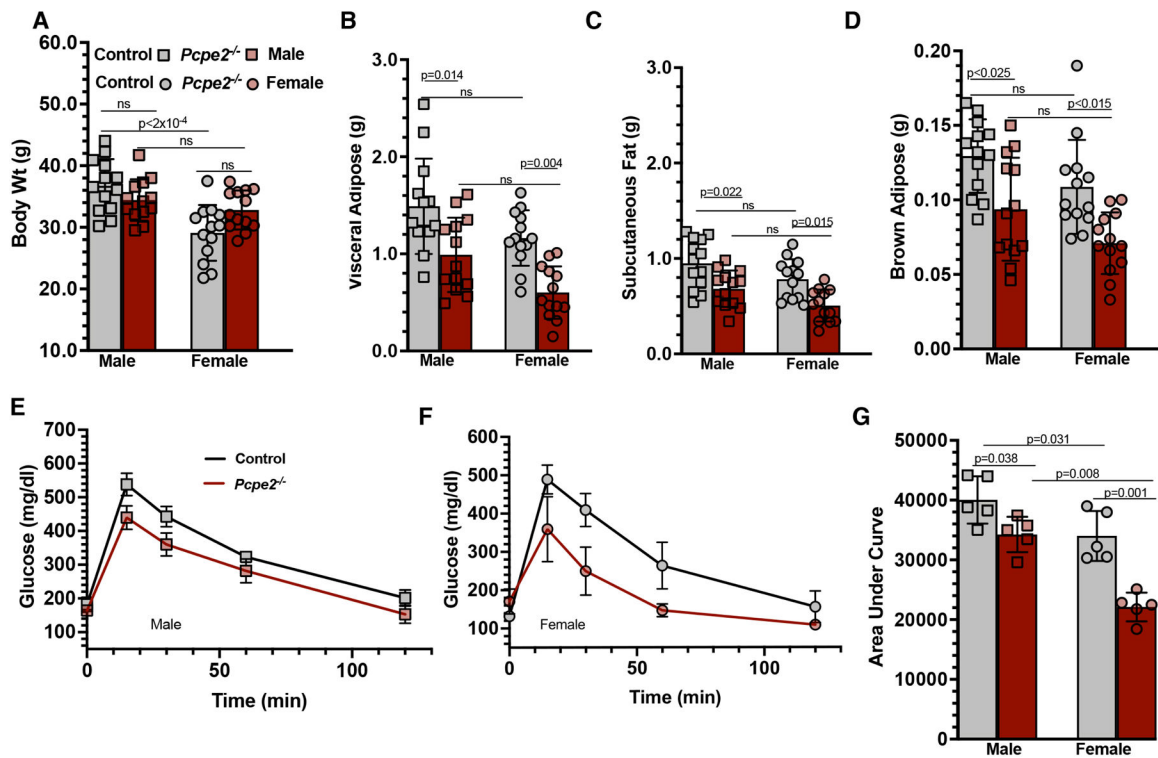 A
Body Wt (g)
60.0
50.0
40.0
30.0
20.0
10.0
Control Pcpe2-/- Male
Control Pcpe2-/- Female
ns
p<2x10-4
ns
ns
Male Female
B
Visceral Adipose (g)
3.0
2.0
1.0
0.0
p=0.014
ns
p=0.004
ns
Male Female
C
Subcutaneous Fat (g)
3.0
2.0
1.0
0.0
p=0.022
ns
p=0.015
ns
Male Female
D
Brown Adipose (g)
0.20
0.15
0.10
0.05
0.00
p<0.025
ns
p<0.015
ns
Male Female
E
Glucose (mg/dl)
700
600
500
400
300
200
100
Control
Pcpe2-/-
Male
0 50 100
Time (min)
F
Glucose (mg/dl)
600
500
400
300
200
100
Female
0 50 100
Time (min)
G
Area Under Curve
50000
40000
30000
20000
10000
0
p=0.031
p=0.038
p=0.008
p=0.001
Male Female